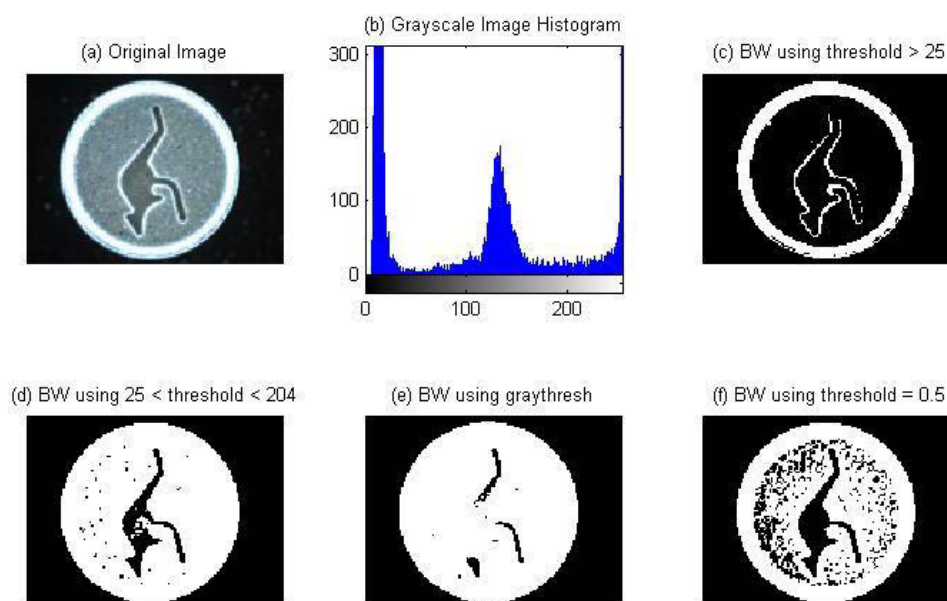 (a) Original Image
(b) Grayscale Image Histogram
(c) BW using threshold > 25
300
200
100
0
0 100 200
(d) BW using 25 < threshold < 204
(e) BW using graythresh
(f) BW using threshold = 0.5